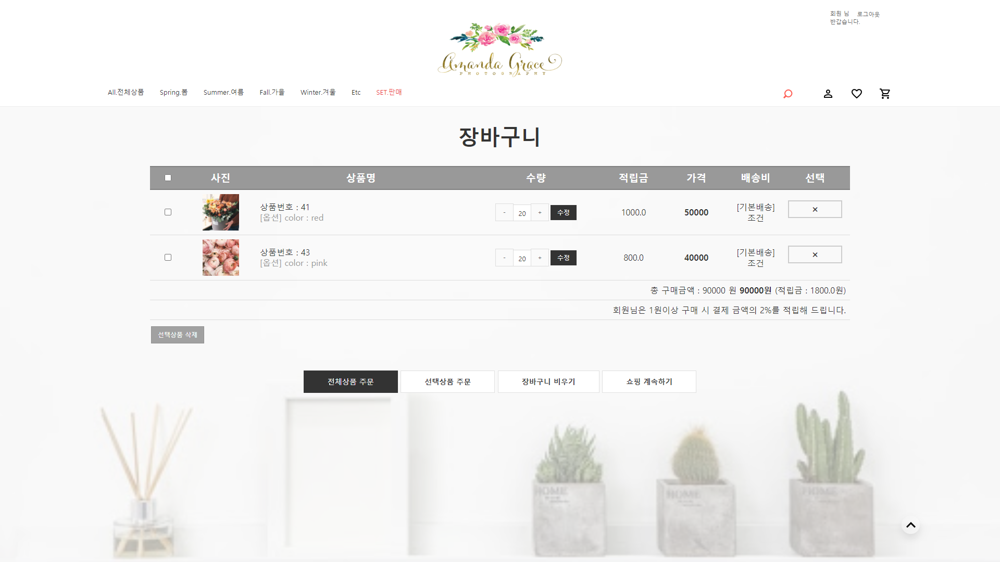 회원 님 로그아웃
반갑습니다.
Amanda Grace
PHOTOGRAPHY
All.전체상품 Spring.봄 Summer.여름 Fall.가을 Winter.겨울 Etc SET.판매
장바구니
사진 상품명 수량 적립금 가격 배송비 선택
상품번호 : 41
[옵션] color : red
- 20 + 수정
1000.0
50000
[기본배송]
조건
✕
상품번호 : 43
[옵션] color : pink
- 20 + 수정
800.0
40000
[기본배송]
조건
✕
총 구매금액 : 90000 원 90000원 (적립금 : 1800.0원)
회원님은 1원이상 구매 시 결제 금액의 2%를 적립해 드립니다.
선택상품 삭제
전체상품 주문 선택상품 주문 장바구니 비우기 쇼핑 계속하기
HOME
HOME
HOME